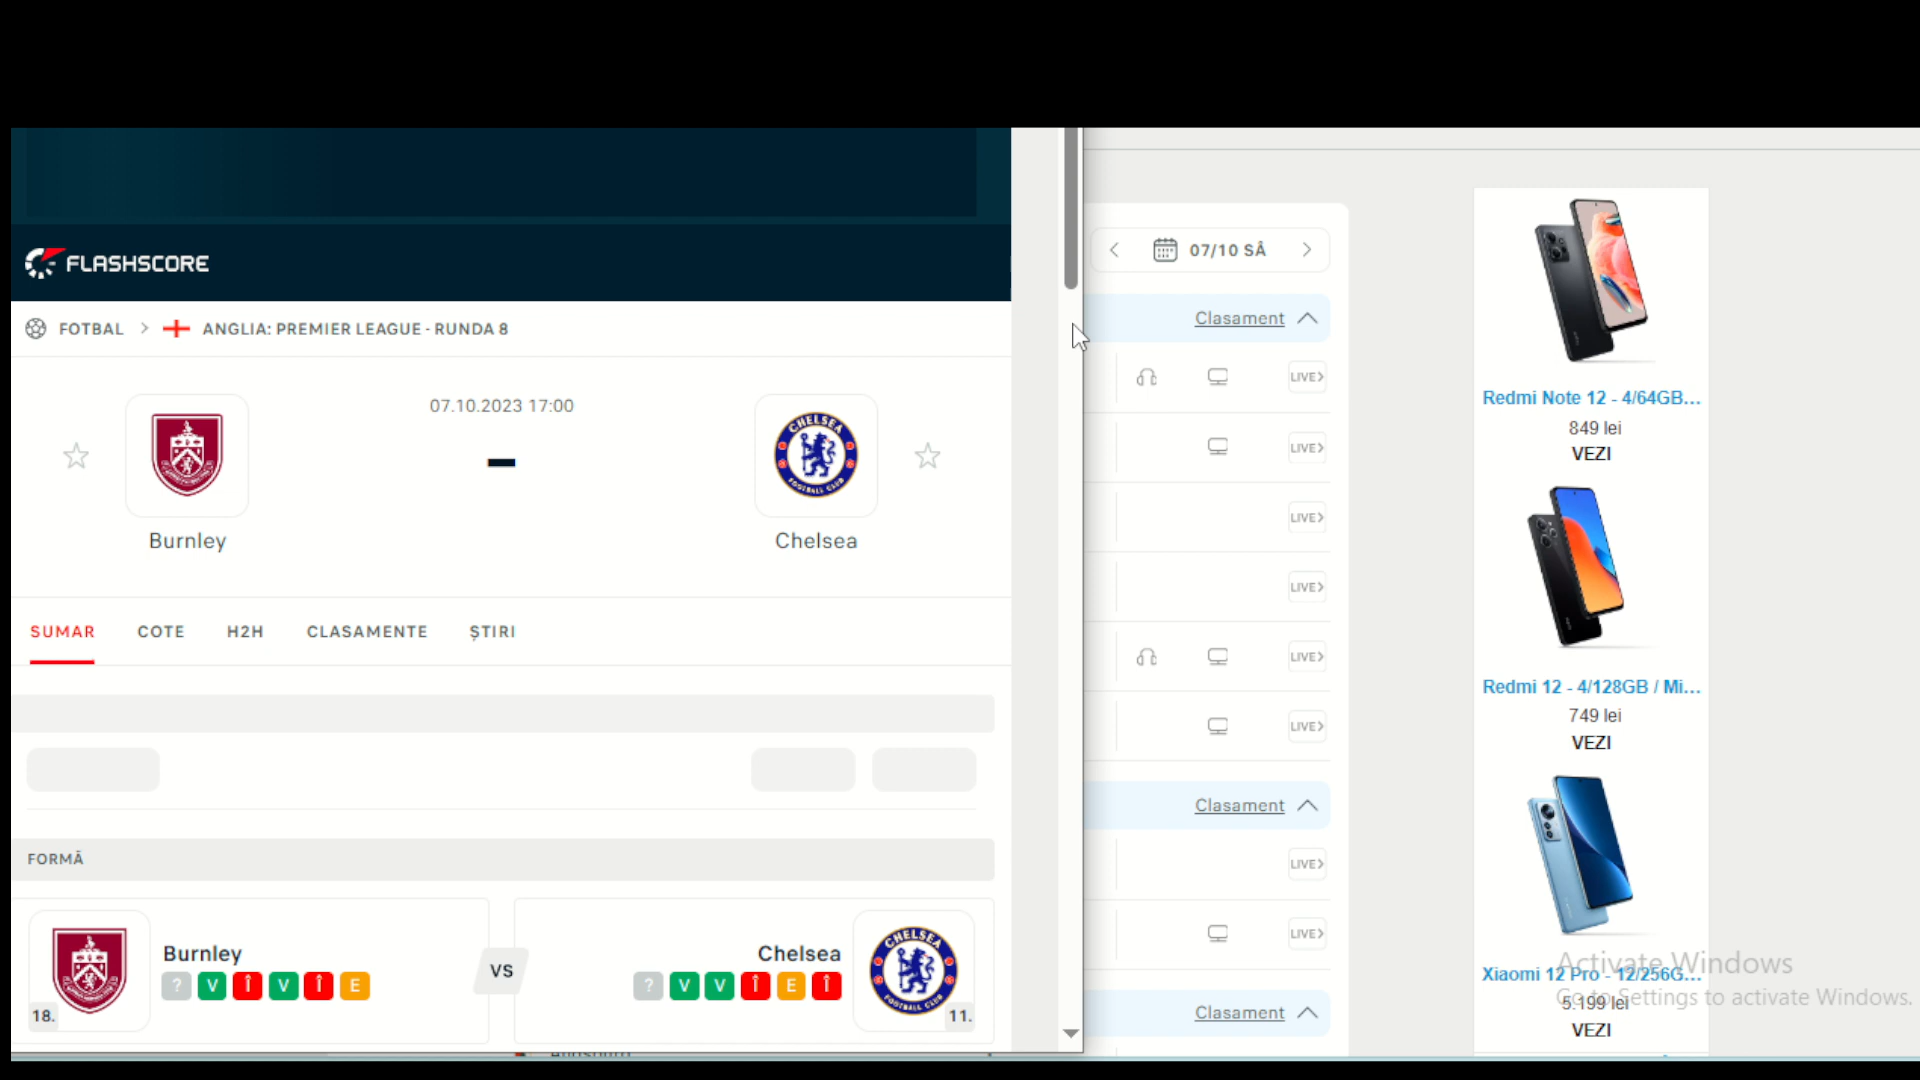 FLASHSCORE
FOTBAL > ANGLIA: PREMIER LEAGUE - RUNDA 8
07.10.2023 17:00
-
Burnley
Chelsea
SUMAR COTE H2H CLASAMENTE ȘTIRI
FORMĂ
Burnley
? V Î V Î E
18.
VS
Chelsea
? V V Î E Î
11.
07/10 SÂ
Clasament
LIVE>
LIVE>
LIVE>
LIVE>
LIVE>
LIVE>
Clasament
LIVE>
LIVE>
Clasament
Redmi Note 12 - 4/64GB...
849 lei
VEZI
Redmi 12 - 4/128GB / Mi...
749 lei
VEZI
Xiaomi 12 Pro - 12/256G...
5.199 lei
VEZI
Activate Windows
Go to Settings to activate Windows.